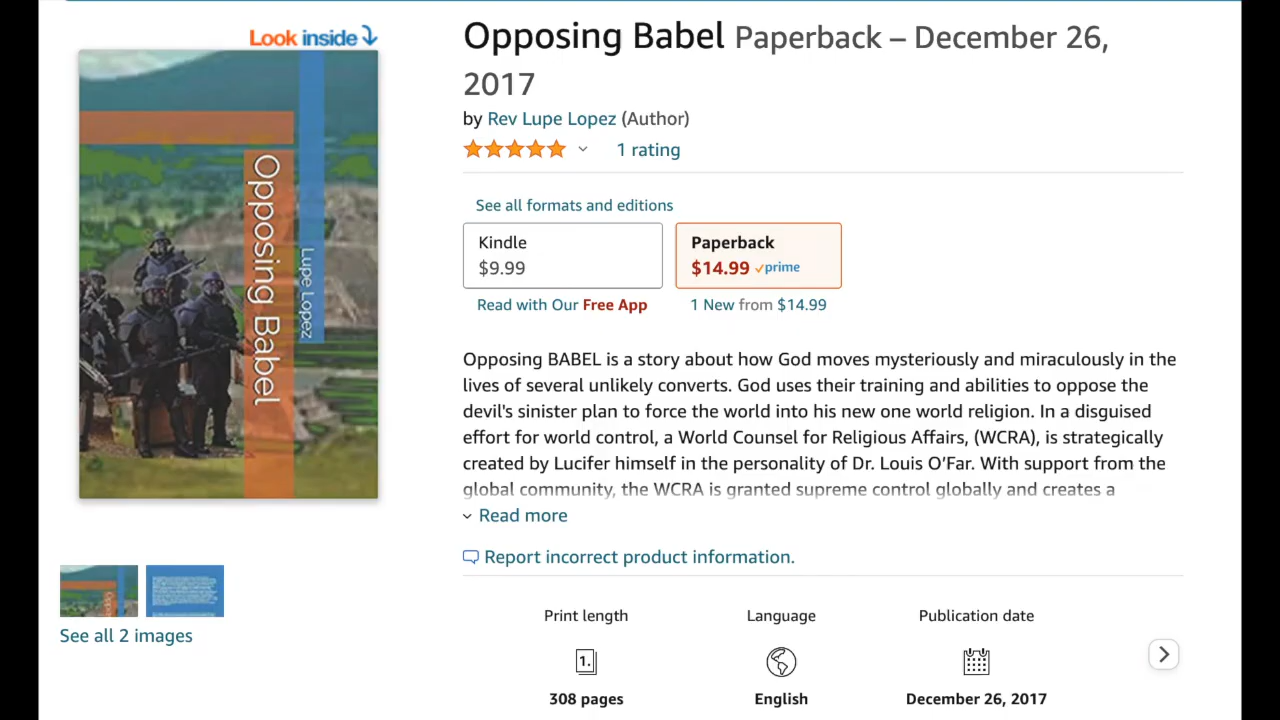 Look inside
Opposing Babel
Lupe Lopez
See all 2 images
Opposing Babel Paperback – December 26,
2017
by Rev Lupe Lopez (Author)
1 rating
See all formats and editions
Kindle
$9.99
Read with Our Free App
Paperback
$14.99 prime
1 New from $14.99
Opposing BABEL is a story about how God moves mysteriously and miraculously in the
lives of several unlikely converts. God uses their training and abilities to oppose the
devil's sinister plan to force the world into his new one world religion. In a disguised
effort for world control, a World Counsel for Religious Affairs, (WCRA), is strategically
created by Lucifer himself in the personality of Dr. Louis O’Far. With support from the
global community, the WCRA is granted supreme control globally and creates a
Read more
Report incorrect product information.
Print length
1.
308 pages
Language
English
Publication date
December 26, 2017